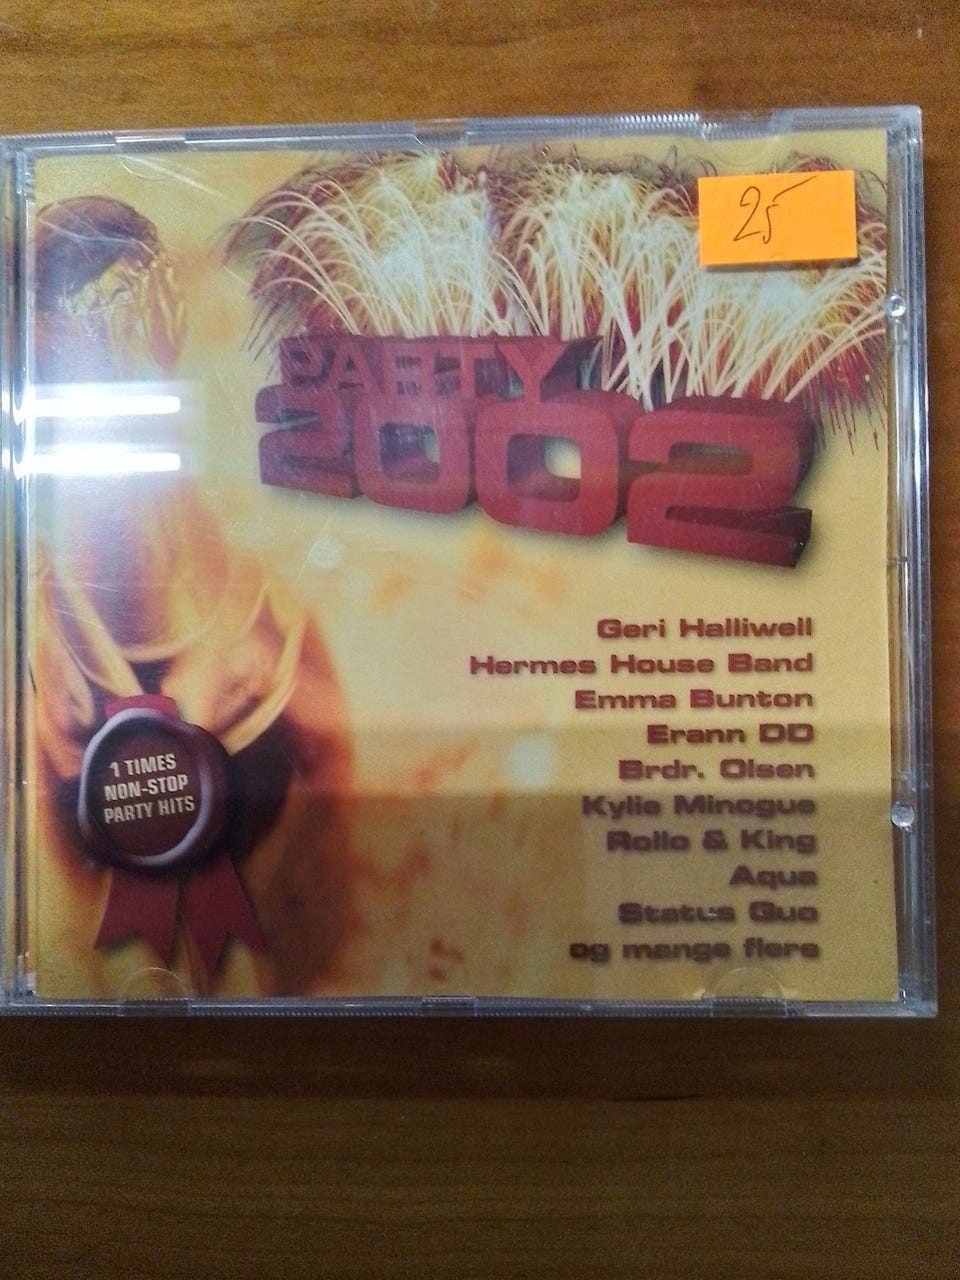 25
PARTY
2002
Geri Halliwell
Hermes House Band
Emma Bunton
Erann DD
Brdr. Olsen
Kylie Minogue
Rollo & King
Aqua
Status Quo
og mange flere
1 TIMES
NON-STOP
PARTY HITS